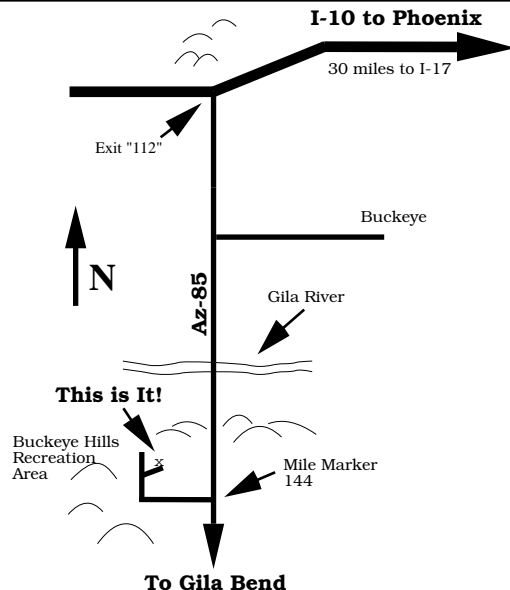 I-10 to Phoenix
30 miles to I-17
Exit "112"
Buckeye
N
Az-85
Gila River
This is It!
Buckeye Hills
Recreation
Area
x
Mile Marker
144
To Gila Bend